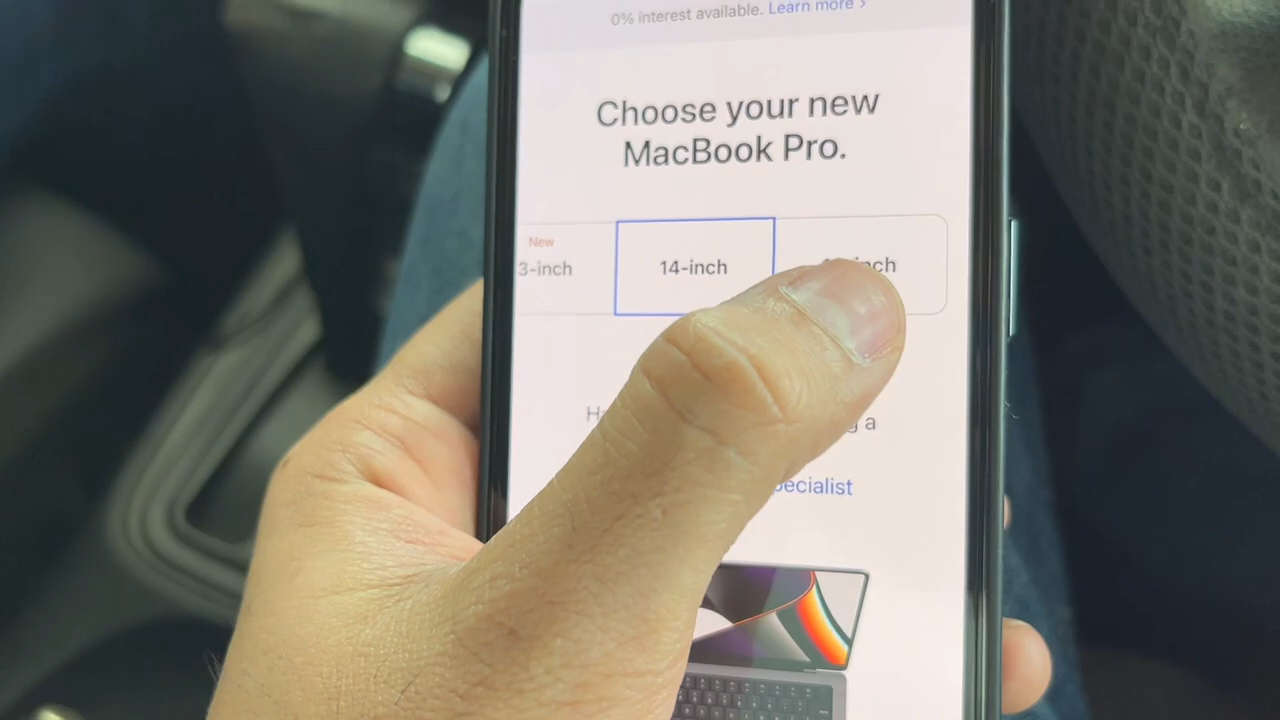 0% interest available. Learn more >
Choose your new
MacBook Pro.
New
3-inch
14-inch
inch
g a
pecialist